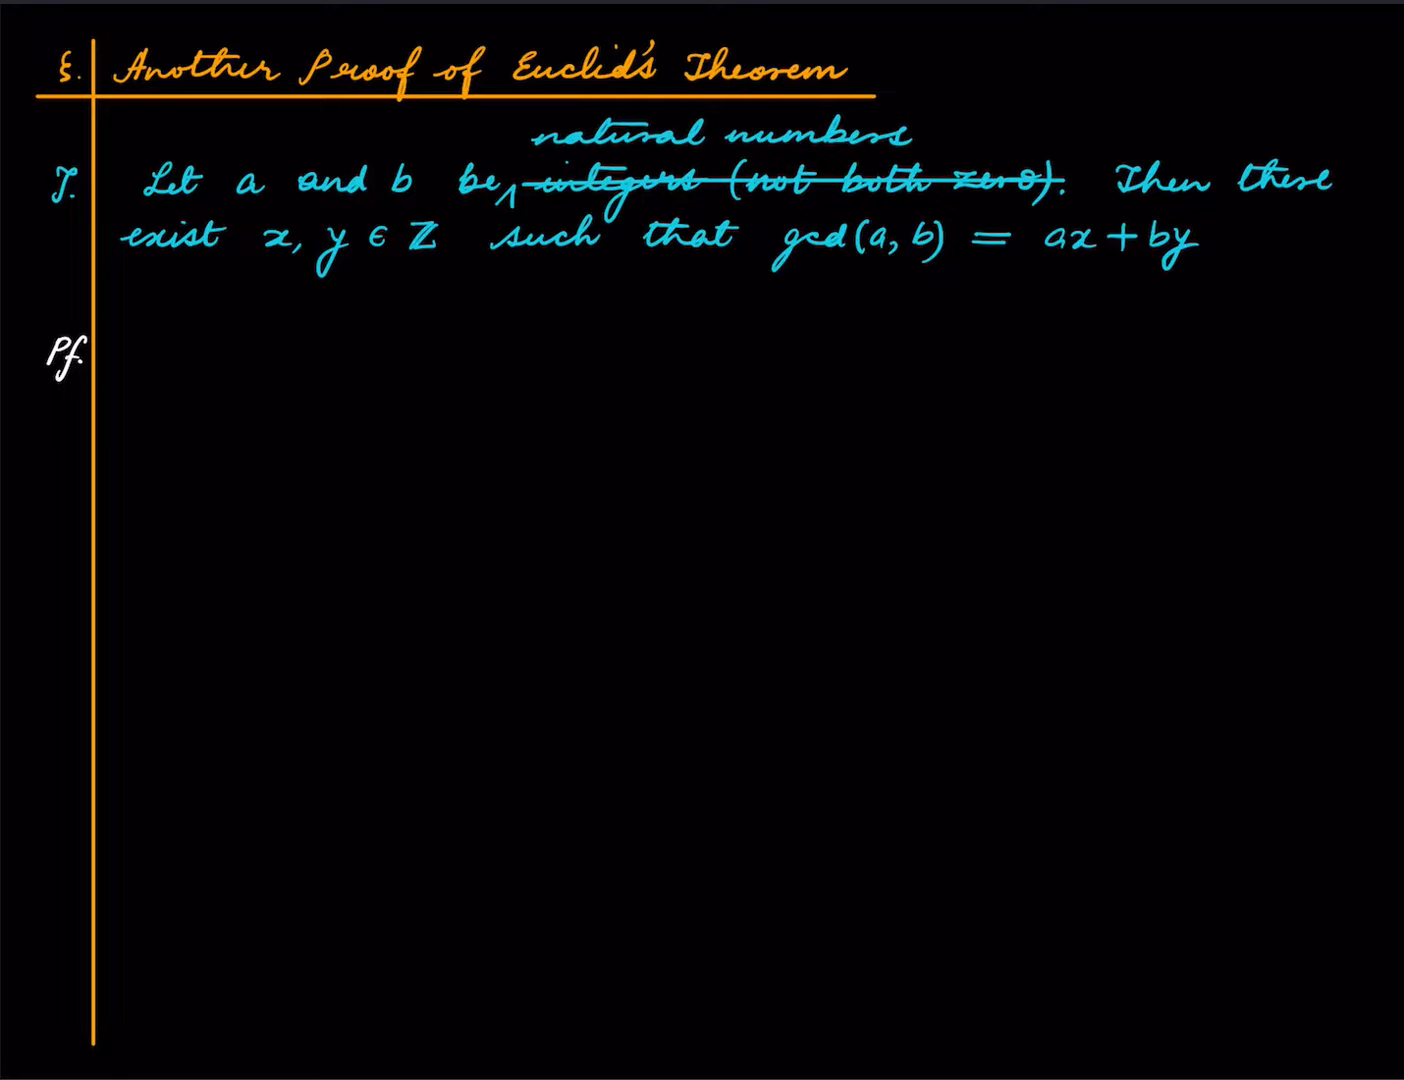 §. Another Proof of Euclid's Theorem
natural numbers
T. Let a and b be ^ ~~integers (not both zero)~~. Then there
exist x, y ∈ ℤ such that gcd(a, b) = ax + by
Pf.